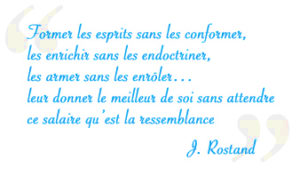 Former les esprits sans les conformer,
les enrichir sans les endoctriner,
les armer sans les enrôler...
leur donner le meilleur de soi sans attendre
ce salaire qu'est la ressemblance
J. Rostand